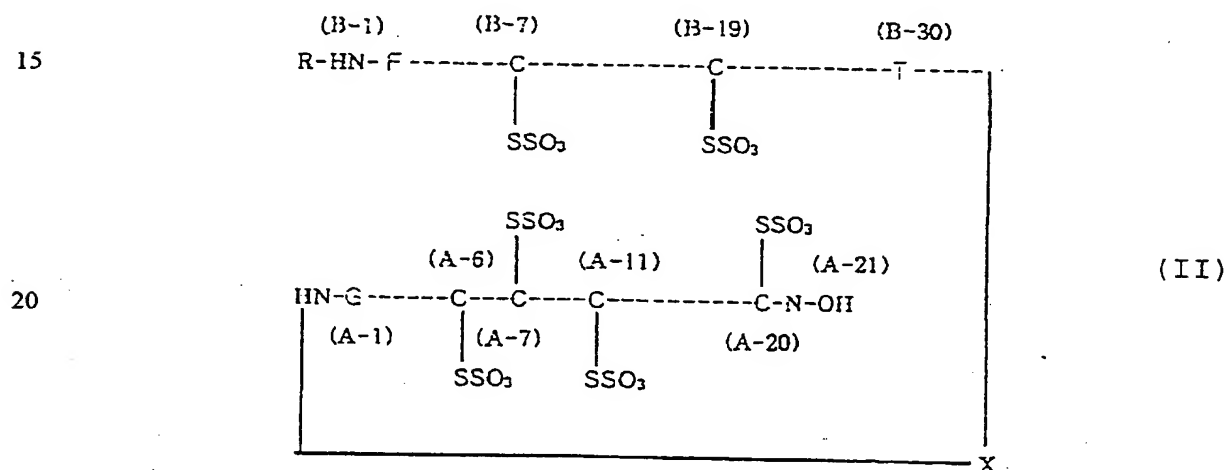 (B-1) (B-7) (B-19) (B-30)
15 R-HN-F-------C-------------C------------T------
SSO₃ SSO₃
SSO₃ SSO₃
(A-6) (A-11) (A-21)
(II)
20 HN-G------C--C----C----------C-N-OH
(A-1) (A-7) (A-20)
SSO₃ SSO₃
X